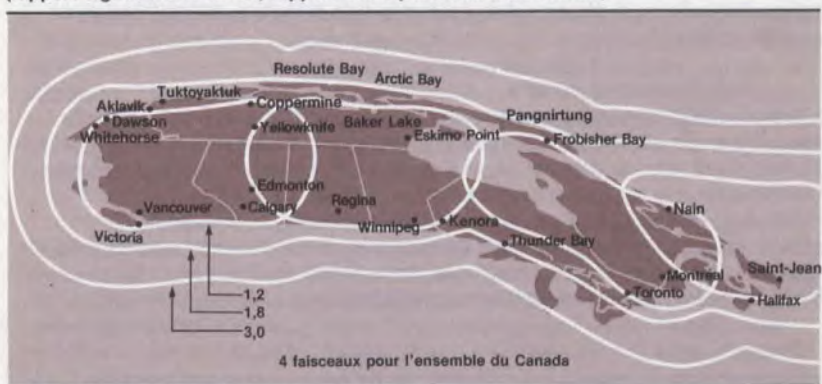 Resolute Bay
Arctic Bay
Tuktoyaktuk
Aklavik
Coppermine
Pangnirtung
Dawson
Baker Lake
Whitehorse
Yellowknife
Eskimo Point
Frobisher Bay
Edmonton
Vancouver
Calgary
Regina
Nain
Victoria
Winnipeg
Kenora
Thunder Bay
Montréal
Saint-Jean
Toronto
Halifax
1,2
1,8
3,0
4 faisceaux pour l'ensemble du Canada